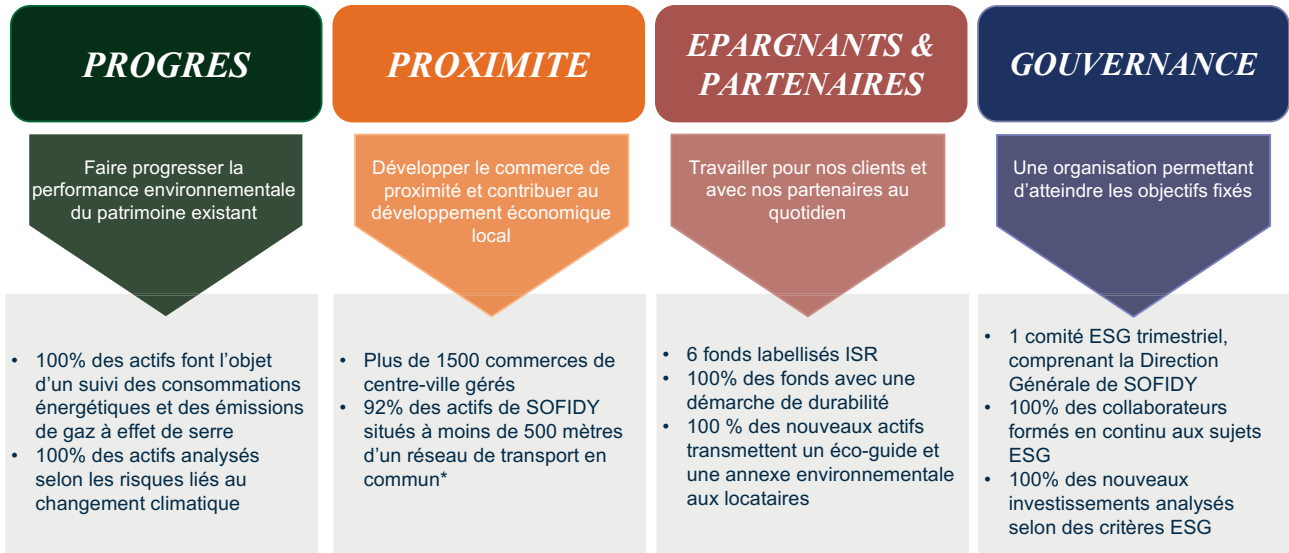 PROGRES
Faire progresser la
performance environnementale
du patrimoine existant
• 100% des actifs font l’objet
d’un suivi des consommations
énergétiques et des émissions
de gaz à effet de serre
• 100% des actifs analysés
selon les risques liés au
changement climatique
PROXIMITE
Développer le commerce de
proximité et contribuer au
développement économique
local
• Plus de 1500 commerces de
centre-ville gérés
• 92% des actifs de SOFIDY
situés à moins de 500 mètres
d’un réseau de transport en
commun*
EPARGNANTS &
PARTENAIRES
Travailler pour nos clients et
avec nos partenaires au
quotidien
• 6 fonds labellisés ISR
• 100% des fonds avec une
démarche de durabilité
• 100 % des nouveaux actifs
transmettent un éco-guide et
une annexe environnementale
aux locataires
GOUVERNANCE
Une organisation permettant
d’atteindre les objectifs fixés
• 1 comité ESG trimestriel,
comprenant la Direction
Générale de SOFIDY
• 100% des collaborateurs
formés en continu aux sujets
ESG
• 100% des nouveaux
investissements analysés
selon des critères ESG